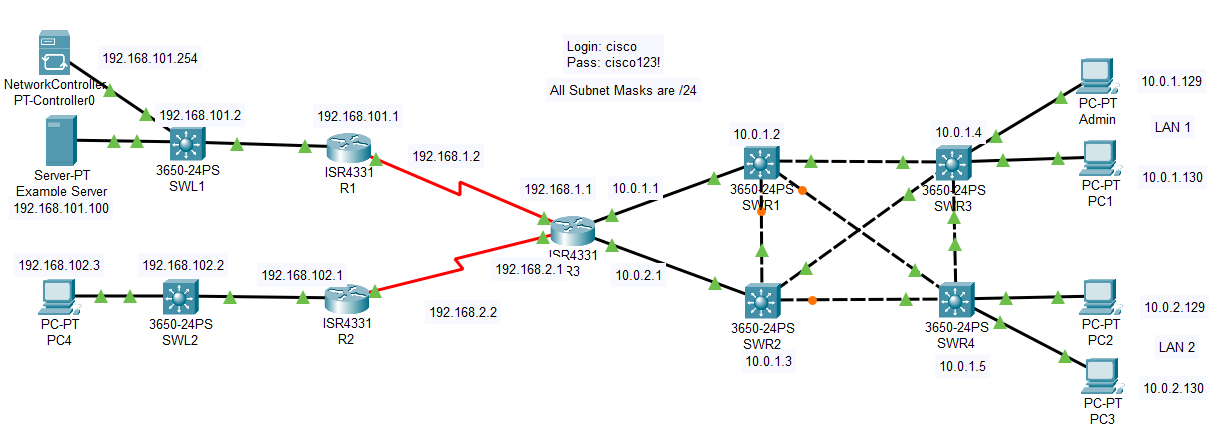 Login: cisco
Pass: cisco123!
All Subnet Masks are /24
192.168.101.254
NetworkController
PT-Controller0
192.168.101.2
192.168.101.1
3650-24PS
SWL1
ISR4331
R1
Server-PT
Example Server
192.168.101.100
192.168.1.2
192.168.1.1
10.0.1.1
10.0.1.2
3650-24PS
SWR1
10.0.1.4
3650-24PS
SWR3
PC-PT
Admin
10.0.1.129
LAN 1
PC-PT
PC1
10.0.1.130
ISR4331
R3
192.168.2.1
10.0.2.1
192.168.102.3
192.168.102.2
192.168.102.1
192.168.2.2
PC-PT
PC4
3650-24PS
SWL2
ISR4331
R2
3650-24PS
SWR2
10.0.1.3
3650-24PS
SWR4
10.0.1.5
PC-PT
PC2
10.0.2.129
LAN 2
PC-PT
PC3
10.0.2.130